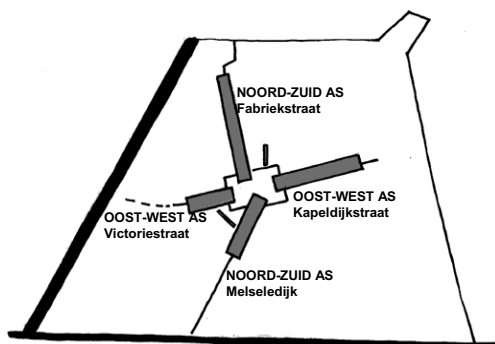 NOORD-ZUID AS
Fabriekstraat
OOST-WEST AS
Kapeldijkstraat
OOST-WEST AS
Victoriestraat
NOORD-ZUID AS
Melseledijk